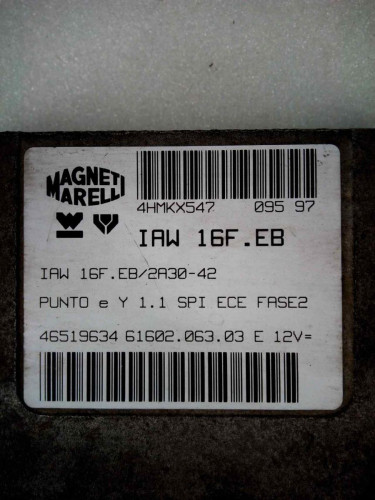 MAGNETI
MARELLI
4HMKX547 095 97
IAW 16F.EB
IAW 16F.EB/2A30-42
PUNTO e Y 1.1 SPI ECE FASE2
46519634 61602.063.03 E 12V=